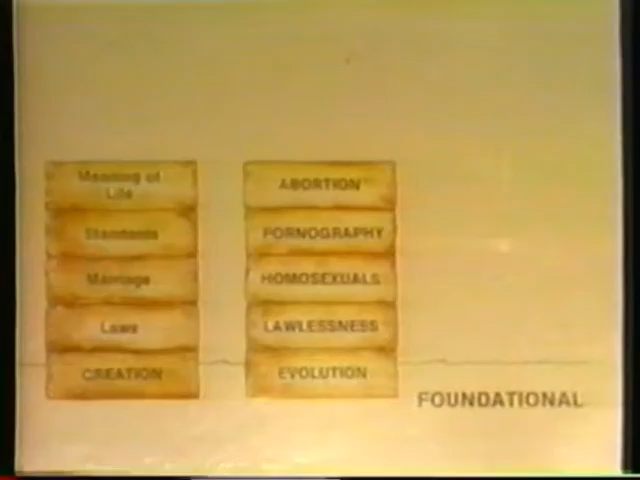 Meaning of
Life
Standards
Marriage
Laws
CREATION
ABORTION
PORNOGRAPHY
HOMOSEXUALS
LAWLESSNESS
EVOLUTION
FOUNDATIONAL